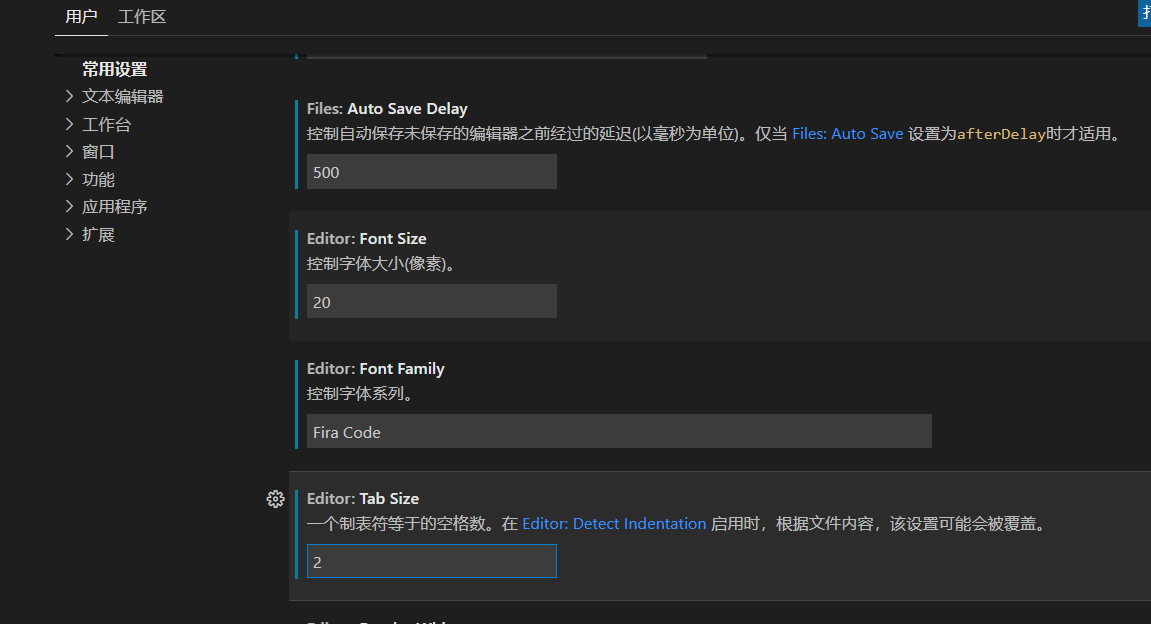 用户 工作区
常用设置
文本编辑器
工作台
窗口
功能
应用程序
扩展
Files: Auto Save Delay
控制自动保存未保存的编辑器之前经过的延迟(以毫秒为单位)。仅当 Files: Auto Save 设置为afterDelay时才适用。
500
Editor: Font Size
控制字体大小(像素)。
20
Editor: Font Family
控制字体系列。
Fira Code
Editor: Tab Size
一个制表符等于的空格数。在 Editor: Detect Indentation 启用时，根据文件内容，该设置可能会被覆盖。
2